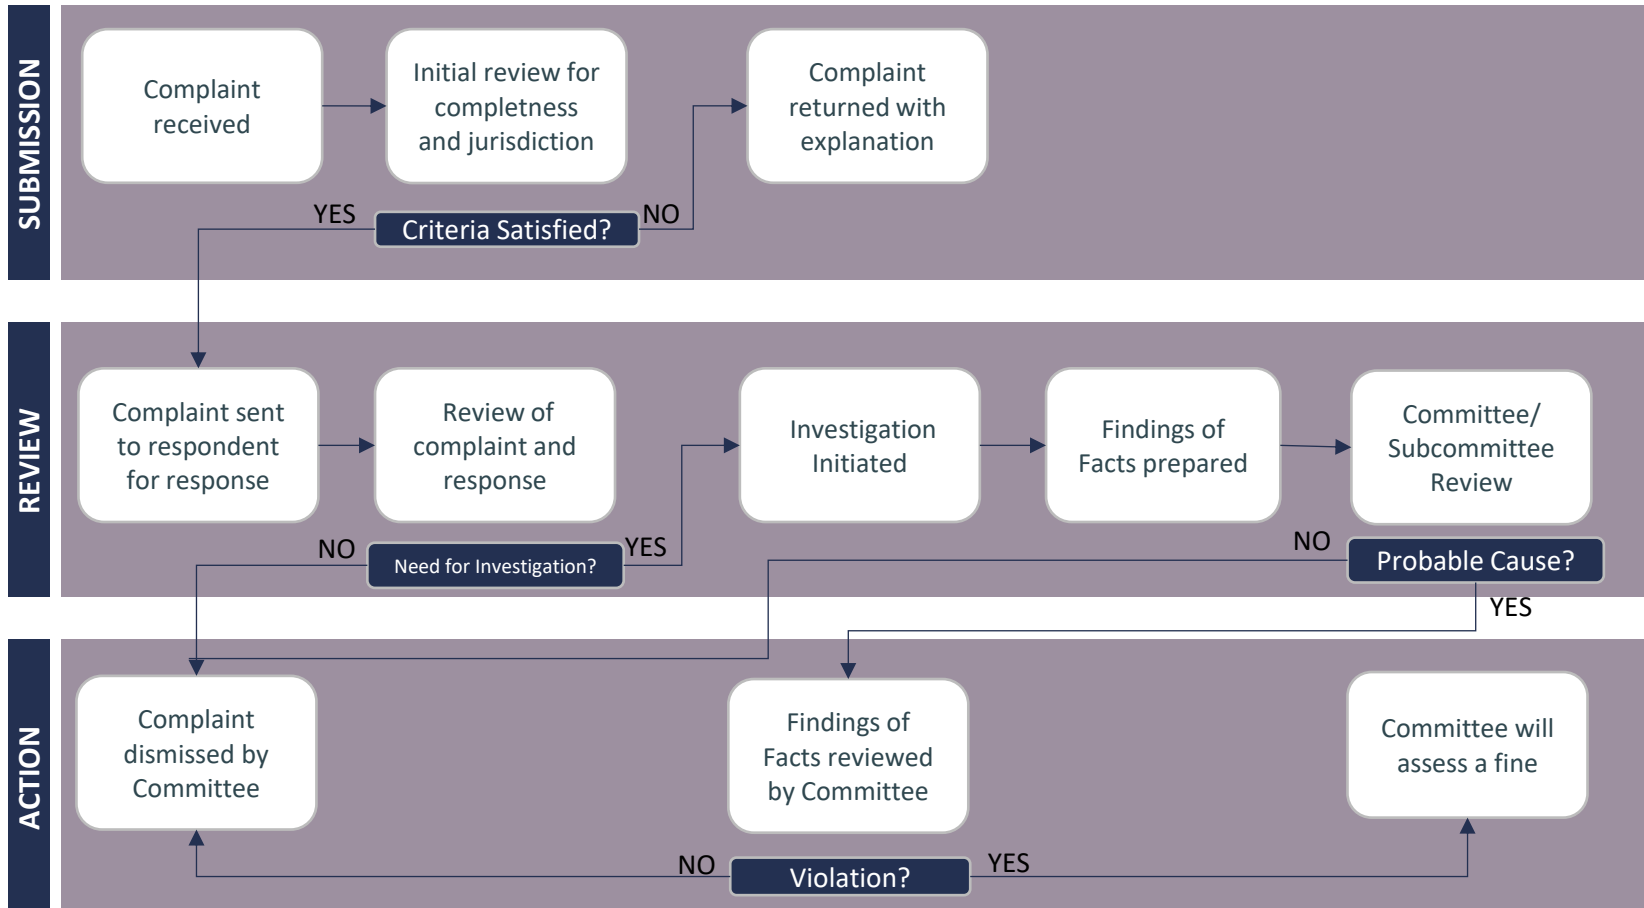 SUBMISSION
Complaint
received
Initial review for
completness
and jurisdiction
Complaint
returned with
explanation
YES
Criteria Satisfied?
NO
REVIEW
Complaint sent
to respondent
for response
Review of
complaint and
response
Investigation
Initiated
Findings of
Facts prepared
Committee/
Subcommittee
Review
NO
Need for Investigation?
YES
NO
Probable Cause?
YES
ACTION
Complaint
dismissed by
Committee
Findings of
Facts reviewed
by Committee
Committee will
assess a fine
NO
Violation?
YES